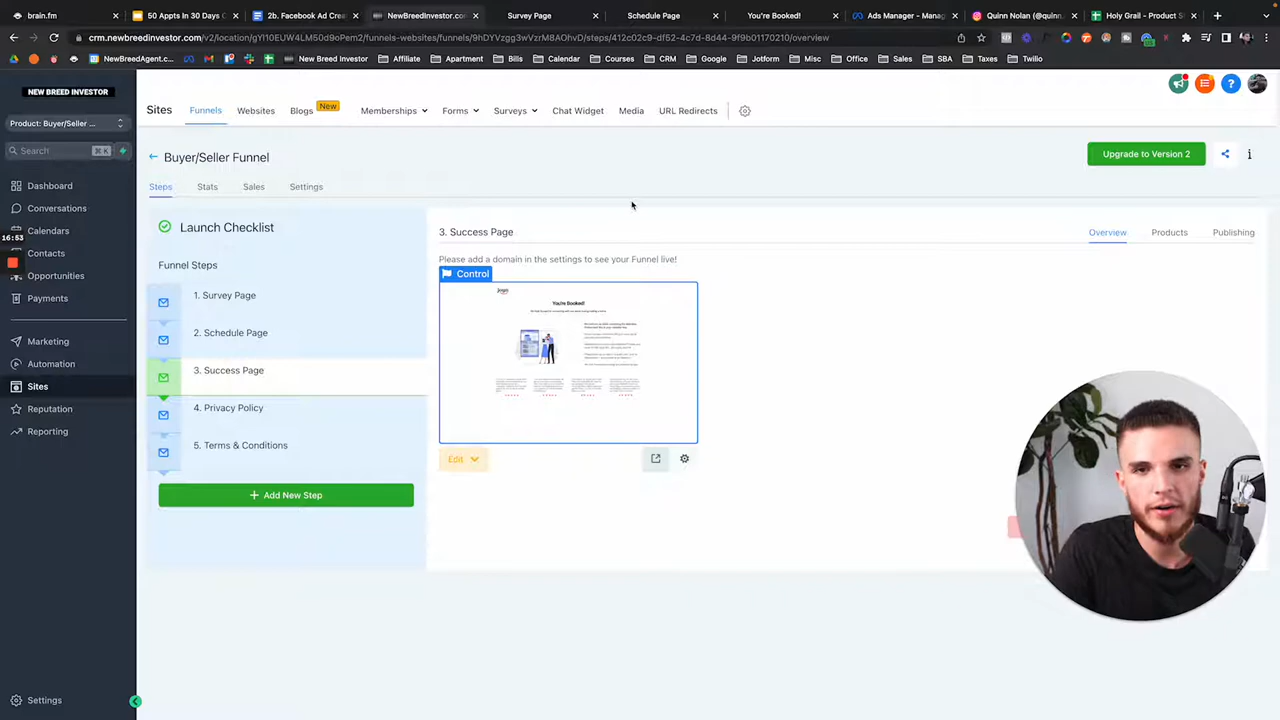 brain.fm
50 Appts In 30 Days
2b. Facebook Ad Crea
NewBreedInvestor.co
Survey Page
Schedule Page
You're Booked!
Ads Manager - Manag
Quinn Nolan (@quinn
Holy Grail - Product S
crm.newbreedinvestor.com/v2/location/gYI10EUW4LM50d9oPem2/funnels-websites/funnels/9hDYVzgg3wVzrM8AOhvD/steps/412c02c9-df52-4c7d-8d44-9f9b01170210/overview
NewBreedAgent.c...
New Breed Investor
Affiliate
Apartment
Bills
Calendar
Courses
CRM
Google
Jotform
Misc
Office
Sales
SBA
Taxes
Twilio
NEW BREED INVESTOR
Product: Buyer/Seller ...
Search
⌘K
Dashboard
Conversations
Calendars
16:53
Contacts
Opportunities
Payments
Marketing
Automation
Sites
Reputation
Reporting
Settings
Sites
Funnels
Websites
Blogs
New
Memberships
Forms
Surveys
Chat Widget
Media
URL Redirects
Buyer/Seller Funnel
Upgrade to Version 2
Steps
Stats
Sales
Settings
Launch Checklist
Funnel Steps
1. Survey Page
2. Schedule Page
3. Success Page
4. Privacy Policy
5. Terms & Conditions
+ Add New Step
3. Success Page
Overview
Products
Publishing
Please add a domain in the settings to see your Funnel live!
Control
You're Booked!
Edit